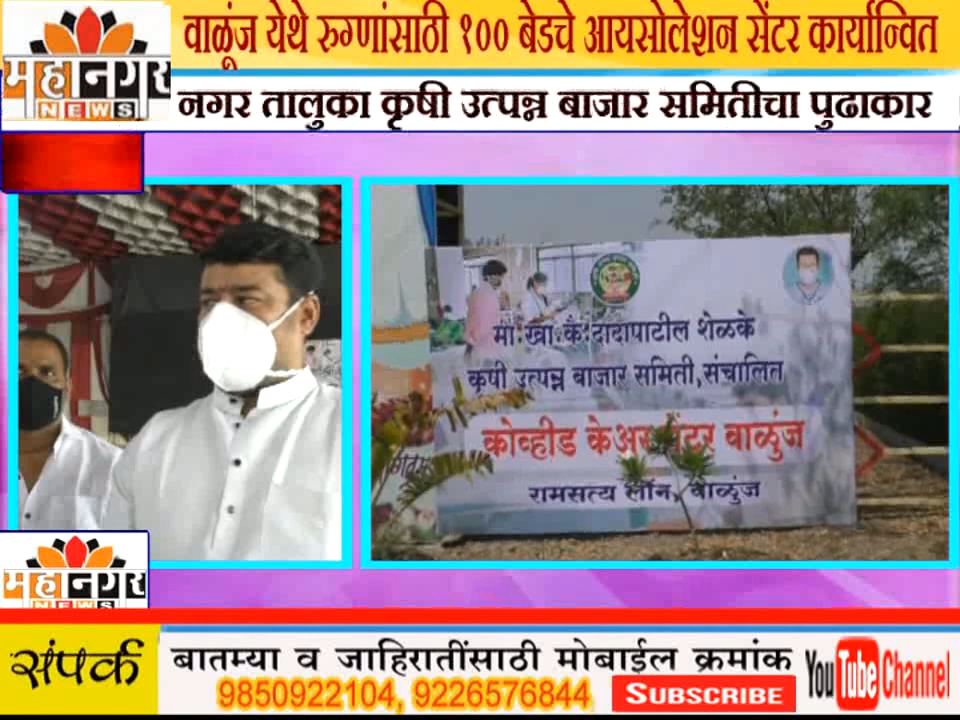 वाळूंज येथे रुग्णांसाठी १०० बेडचे आयसोलेशन सेंटर कार्यान्वित
महानगर
NEWS
नगर तालुका कृषी उत्पन्न बाजार समितीचा पुढाकार
मा.खा.कै.दादापाटील शेळके
कृषी उत्पन्न बाजार समिती,संचालित
कोव्हीड केअर सेंटर वाळुंज
रामसत्य लॉन, वाळुंज
महानगर
NEWS
संपर्क
बातम्या व जाहिरातींसाठी मोबाईल क्रमांक
9850922104, 9226576844
SUBSCRIBE
YouTube Channel